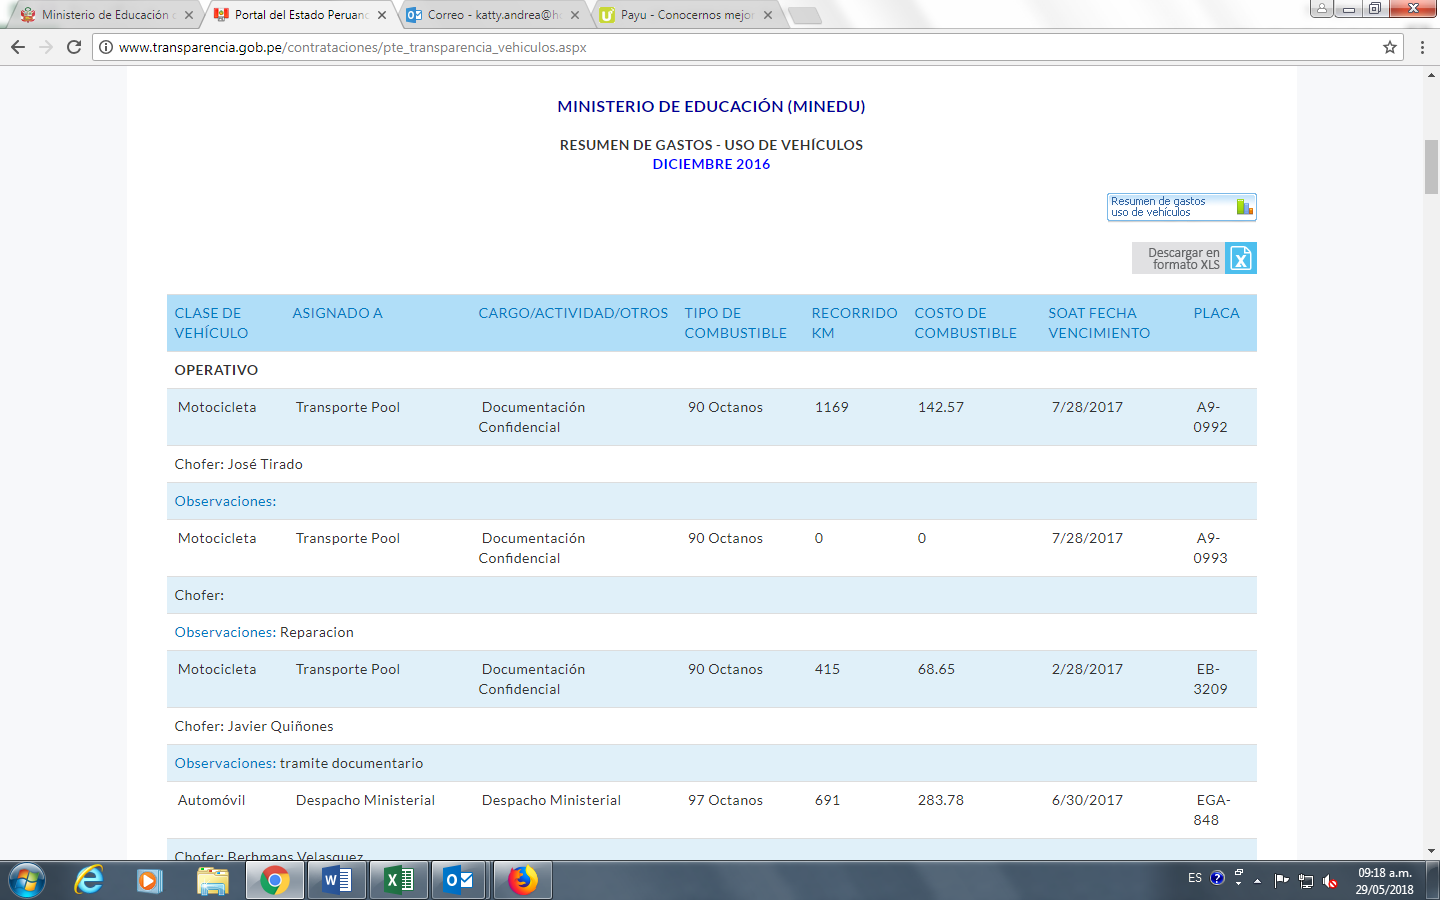 Ministerio de Educación
Portal del Estado Peruano
Correo - katty.andrea@h
Payu - Conocernos mejor
www.transparencia.gob.pe/contrataciones/pte_transparencia_vehiculos.aspx
MINISTERIO DE EDUCACIÓN (MINEDU)
RESUMEN DE GASTOS - USO DE VEHÍCULOS
DICIEMBRE 2016
Resumen de gastos
uso de vehículos
Descargar en
formato XLS
CLASE DE VEHÍCULO ASIGNADO A CARGO/ACTIVIDAD/OTROS TIPO DE COMBUSTIBLE RECORRIDO KM COSTO DE COMBUSTIBLE SOAT FECHA VENCIMIENTO PLACA
OPERATIVO
Motocicleta Transporte Pool Documentación Confidencial 90 Octanos 1169 142.57 7/28/2017 A9-0992
Chofer: José Tirado
Observaciones:
Motocicleta Transporte Pool Documentación Confidencial 90 Octanos 0 0 7/28/2017 A9-0993
Chofer:
Observaciones: Reparacion
Motocicleta Transporte Pool Documentación Confidencial 90 Octanos 415 68.65 2/28/2017 EB-3209
Chofer: Javier Quiñones
Observaciones: tramite documentario
Automóvil Despacho Ministerial Despacho Ministerial 97 Octanos 691 283.78 6/30/2017 EGA-848
Chofer: Berhmans Velasquez
ES
09:18 a.m.
29/05/2018